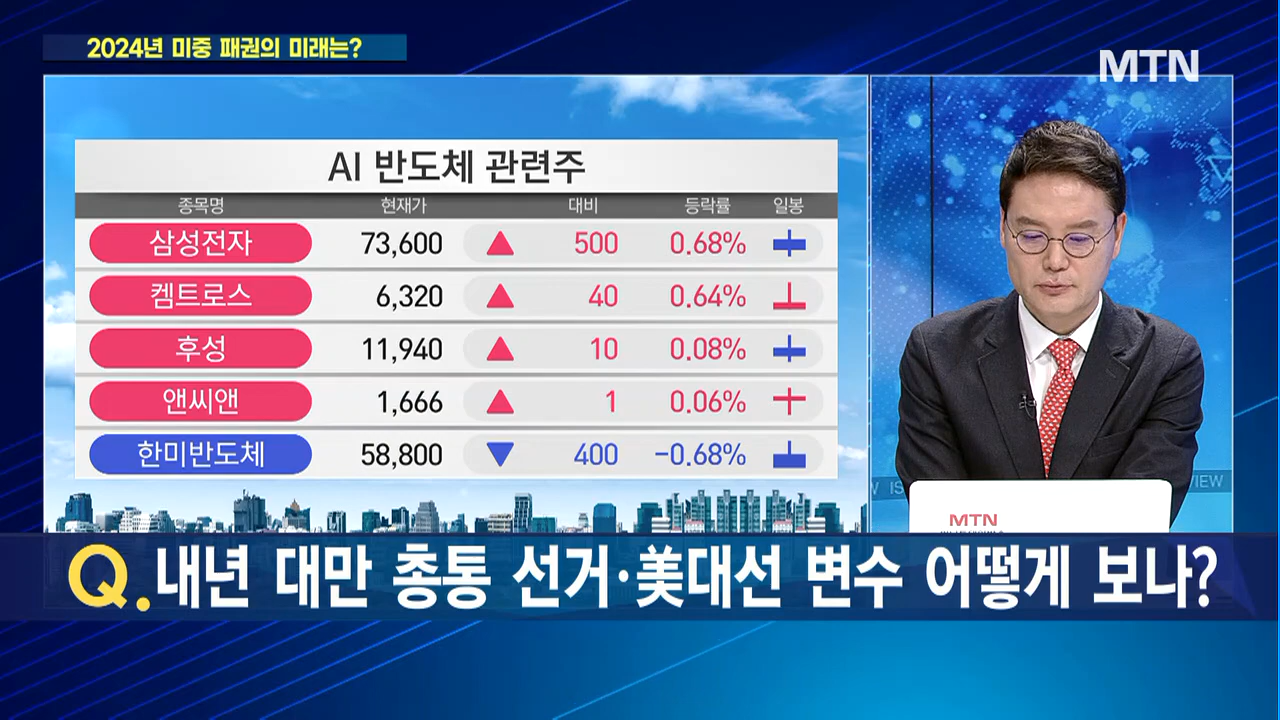 2024년 미중 패권의 미래는?
MTN
AI 반도체 관련주
종목명 현재가 대비 등락률 일봉
삼성전자 73,600 ▲ 500 0.68%
켐트로스 6,320 ▲ 40 0.64%
후성 11,940 ▲ 10 0.08%
앤씨앤 1,666 ▲ 1 0.06%
한미반도체 58,800 ▼ 400 -0.68%
IS
VIEW
MTN
Q.내년 대만 총통 선거·美대선 변수 어떻게 보나?